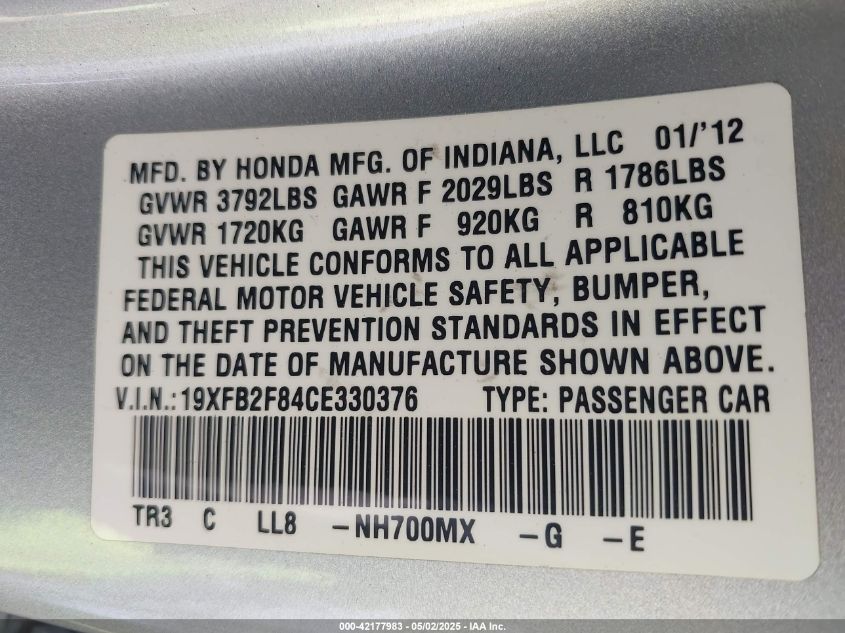 MFD. BY HONDA MFG. OF INDIANA, LLC 01/'12
GVWR 3792LBS GAWR F 2029LBS R 1786LBS
GVWR 1720KG GAWR F 920KG R 810KG
THIS VEHICLE CONFORMS TO ALL APPLICABLE
FEDERAL MOTOR VEHICLE SAFETY, BUMPER,
AND THEFT PREVENTION STANDARDS IN EFFECT
ON THE DATE OF MANUFACTURE SHOWN ABOVE.
V.I.N.:19XFB2F84CE330376 TYPE: PASSENGER CAR
TR3 C LL8 -NH700MX -G -E
000-42177983 - 05/02/2025 - IAA Inc.